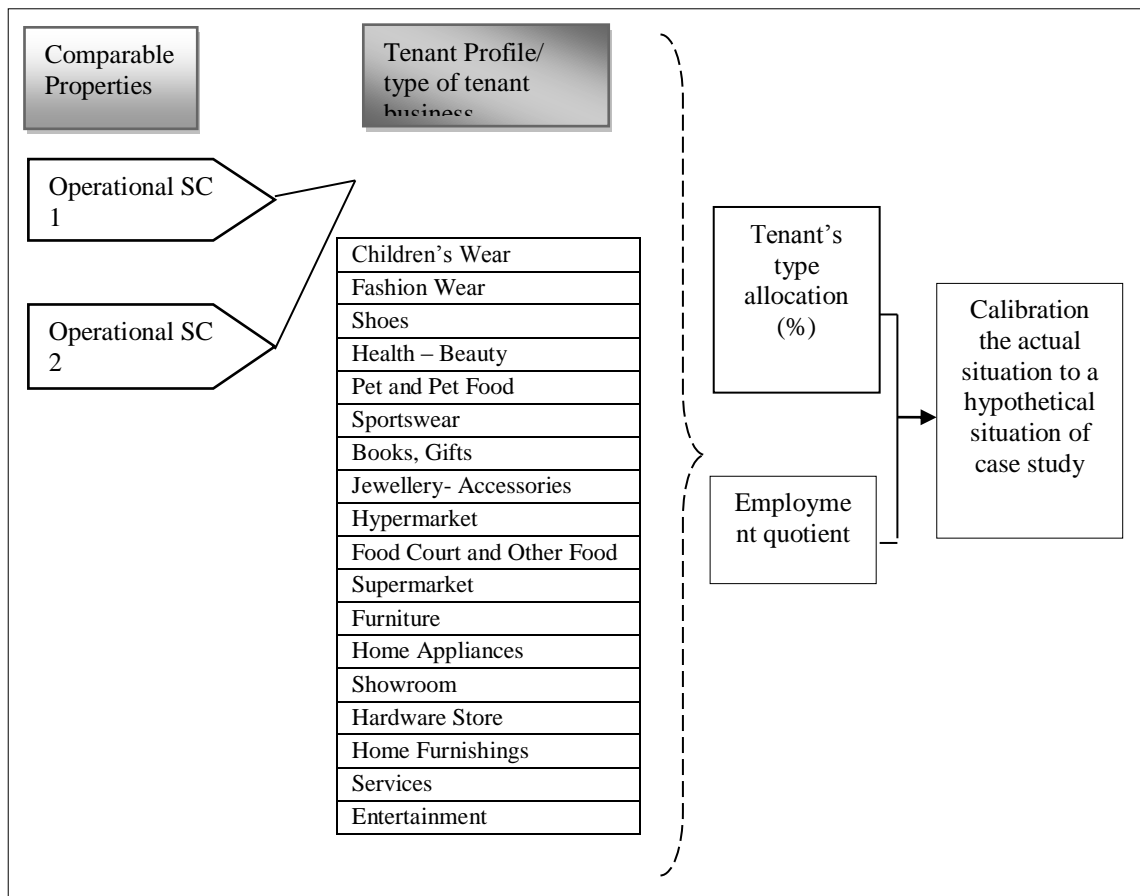 Comparable
Properties
Tenant Profile/
type of tenant
business
Operational SC
1
Operational SC
2
Children’s Wear
Fashion Wear
Shoes
Health – Beauty
Pet and Pet Food
Sportswear
Books, Gifts
Jewellery- Accessories
Hypermarket
Food Court and Other Food
Supermarket
Furniture
Home Appliances
Showroom
Hardware Store
Home Furnishings
Services
Entertainment
Tenant’s
type
allocation
(%)
Employme
nt quotient
Calibration
the actual
situation to a
hypothetical
situation of
case study